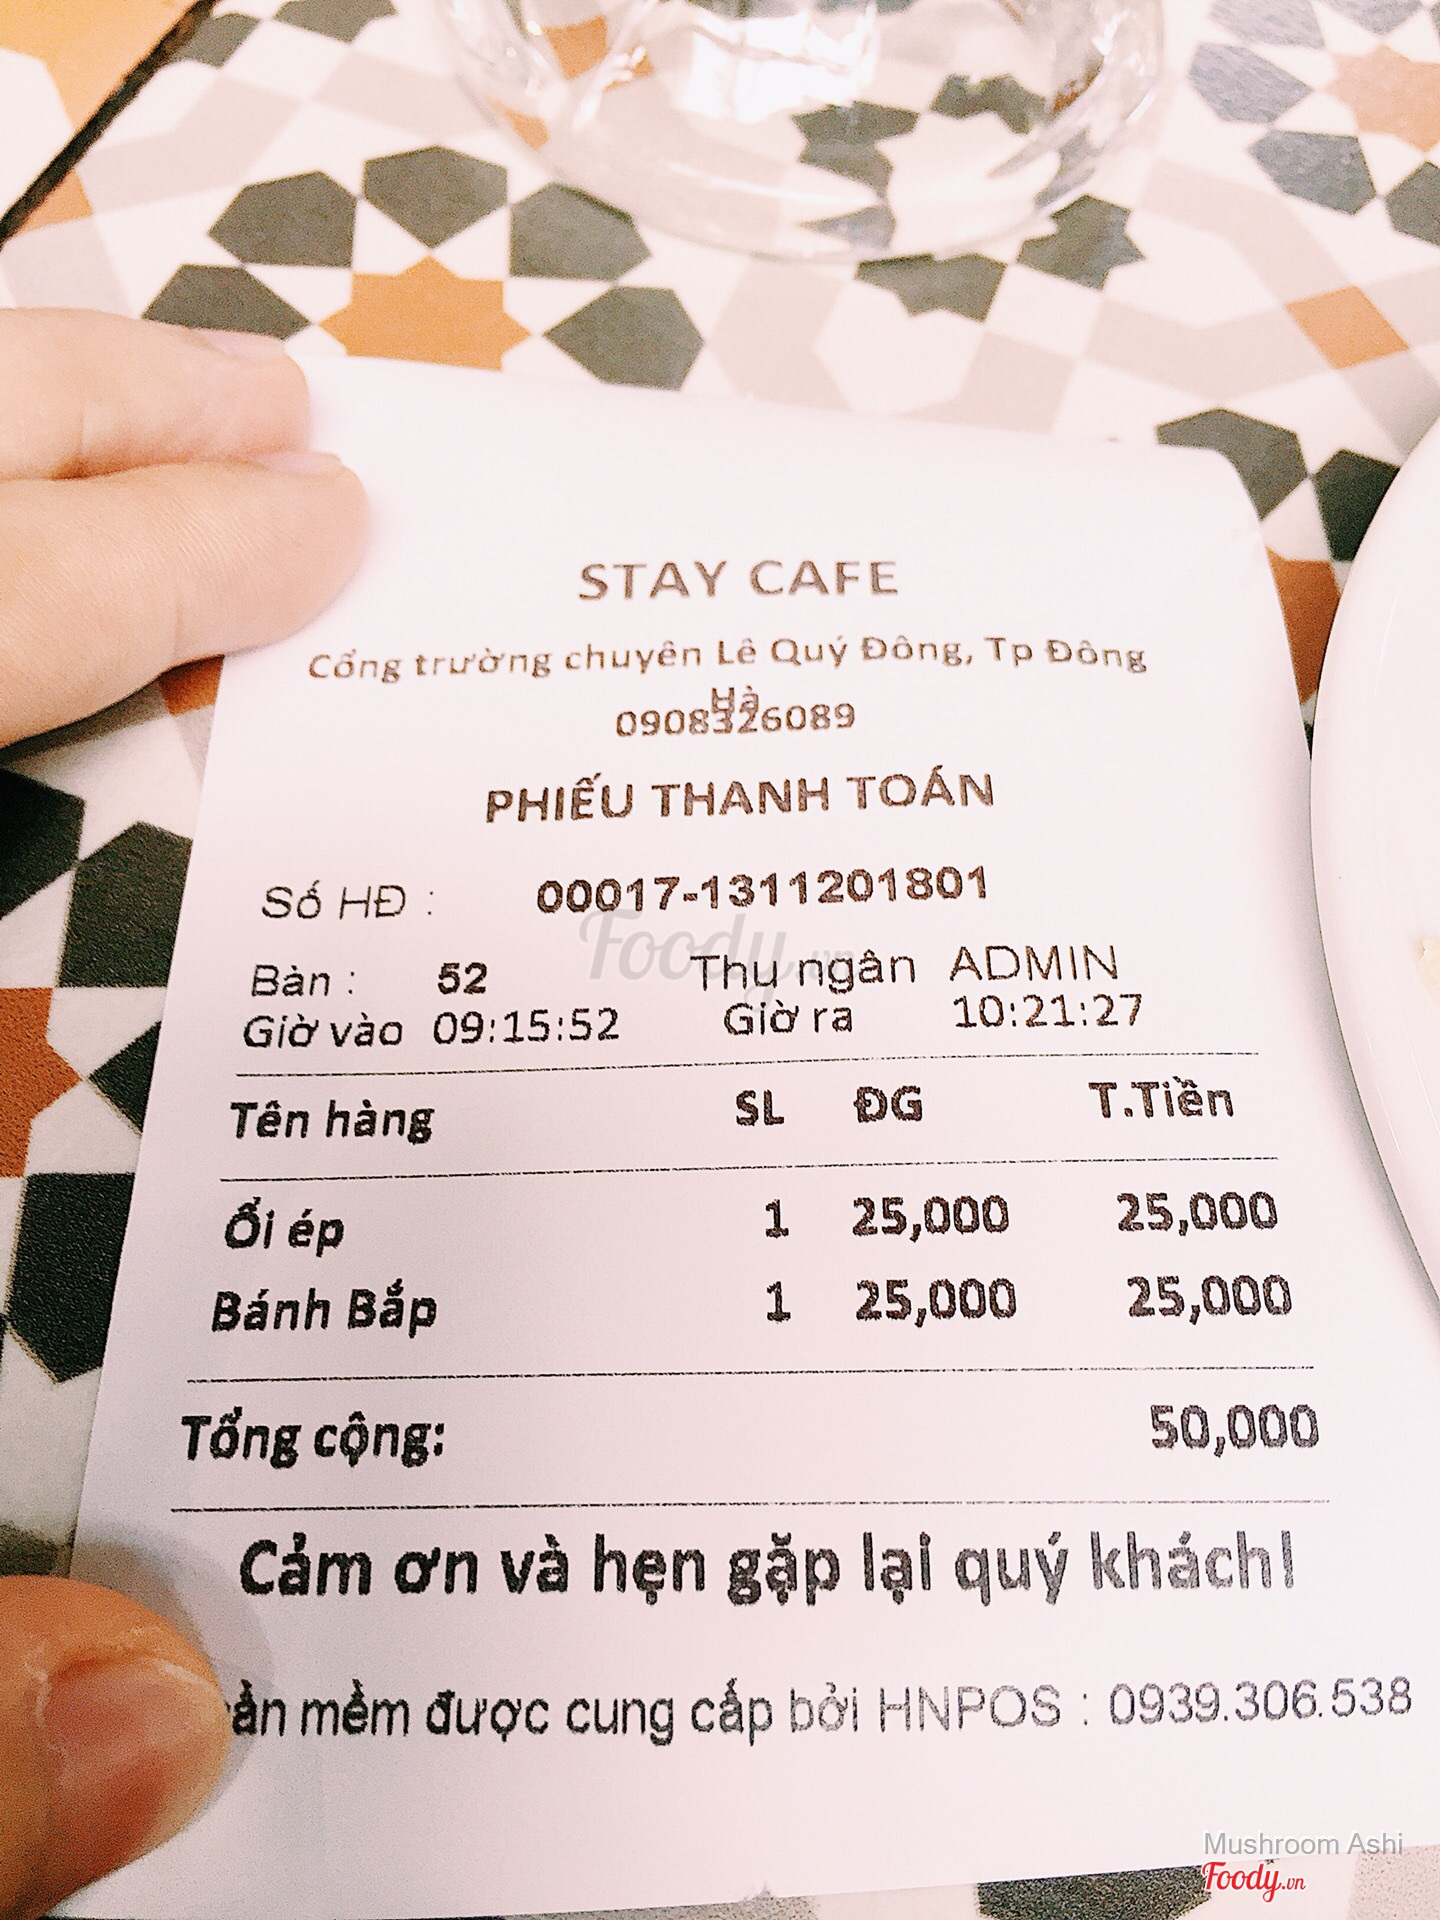 STAY CAFE
Cổng trường chuyên Lê Quý Đông, Tp Đông
Hà
0908326089
PHIẾU THANH TOÁN
Số HĐ : 00017-1311201801
Bàn : 52 Thu ngân ADMIN
Giờ vào 09:15:52 Giờ ra 10:21:27
Tên hàng SL ĐG T.Tiền
Ổi ép 1 25,000 25,000
Bánh Bắp 1 25,000 25,000
Tổng cộng: 50,000
Cảm ơn và hẹn gặp lại quý khách!
mềm được cung cấp bởi HNPOS : 0939.306.538
Foody.vn
Mushroom Ashi
Foody.vn